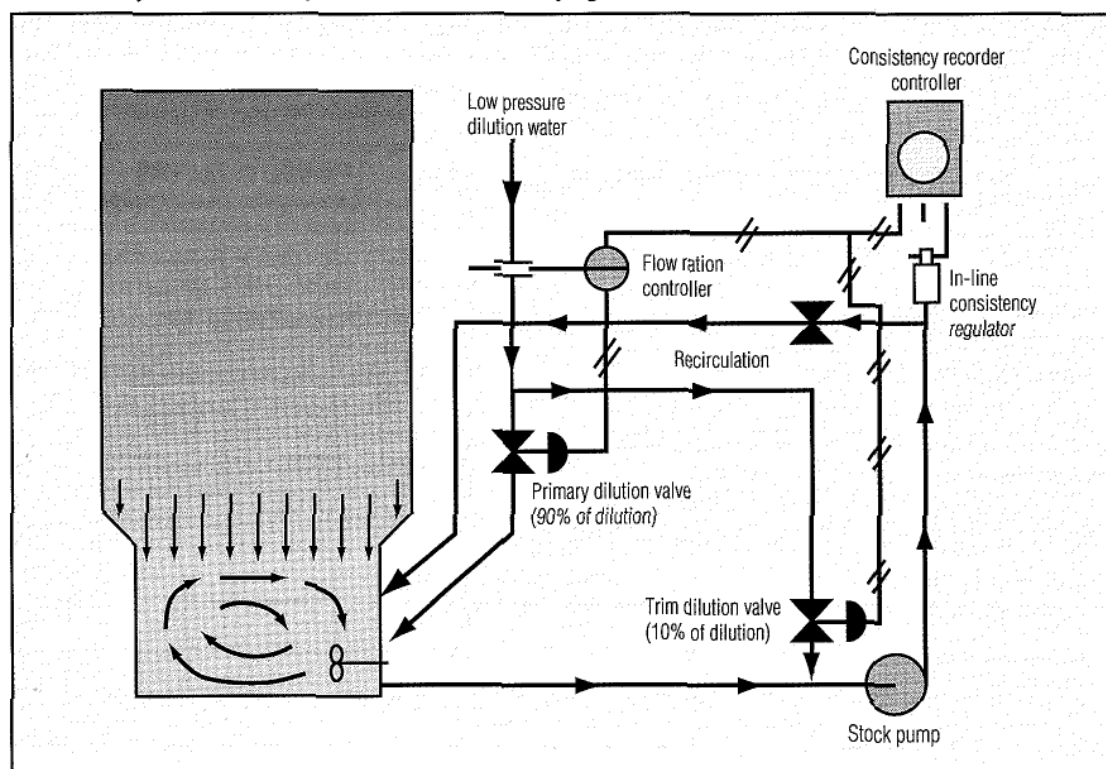 Consistency recorder
controller
Low pressure
dilution water
Flow ration
controller
In-line
consistency
regulator
Recirculation
Primary dilution valve
(90% of dilution)
Trim dilution valve
(10% of dilution)
Stock pump